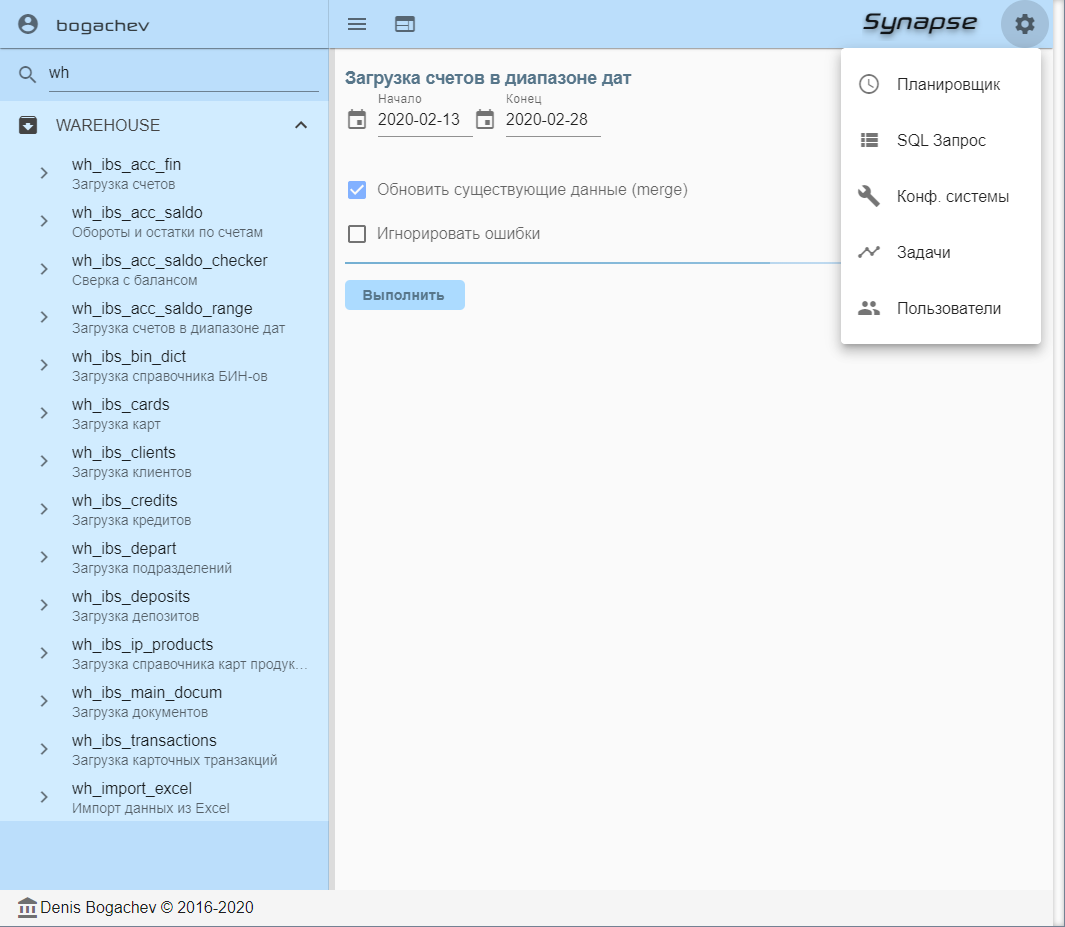 bogachev
Synapse
wh
WAREHOUSE
wh_ibs_acc_fin
Загрузка счетов
wh_ibs_acc_saldo
Обороты и остатки по счетам
wh_ibs_acc_saldo_checker
Сверка с балансом
wh_ibs_acc_saldo_range
Загрузка счетов в диапазоне дат
wh_ibs_bin_dict
Загрузка справочника БИН-ов
wh_ibs_cards
Загрузка карт
wh_ibs_clients
Загрузка клиентов
wh_ibs_credits
Загрузка кредитов
wh_ibs_depart
Загрузка подразделений
wh_ibs_deposits
Загрузка депозитов
wh_ibs_ip_products
Загрузка справочника карт продук…
wh_ibs_main_docum
Загрузка документов
wh_ibs_transactions
Загрузка карточных транзакций
wh_import_excel
Импорт данных из Excel
Загрузка счетов в диапазоне дат
Начало Конец
2020-02-13 2020-02-28
Обновить существующие данные (merge)
Игнорировать ошибки
Выполнить
Планировщик
SQL Запрос
Конф. системы
Задачи
Пользователи
Denis Bogachev © 2016-2020